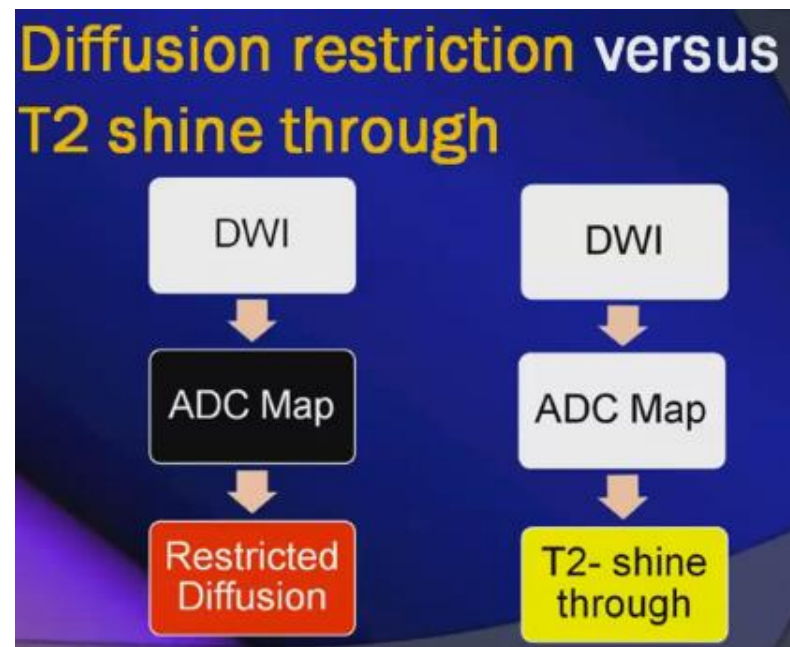 Diffusion restriction versus
T2 shine through
DWI
ADC Map
Restricted
Diffusion
DWI
ADC Map
T2- shine
through